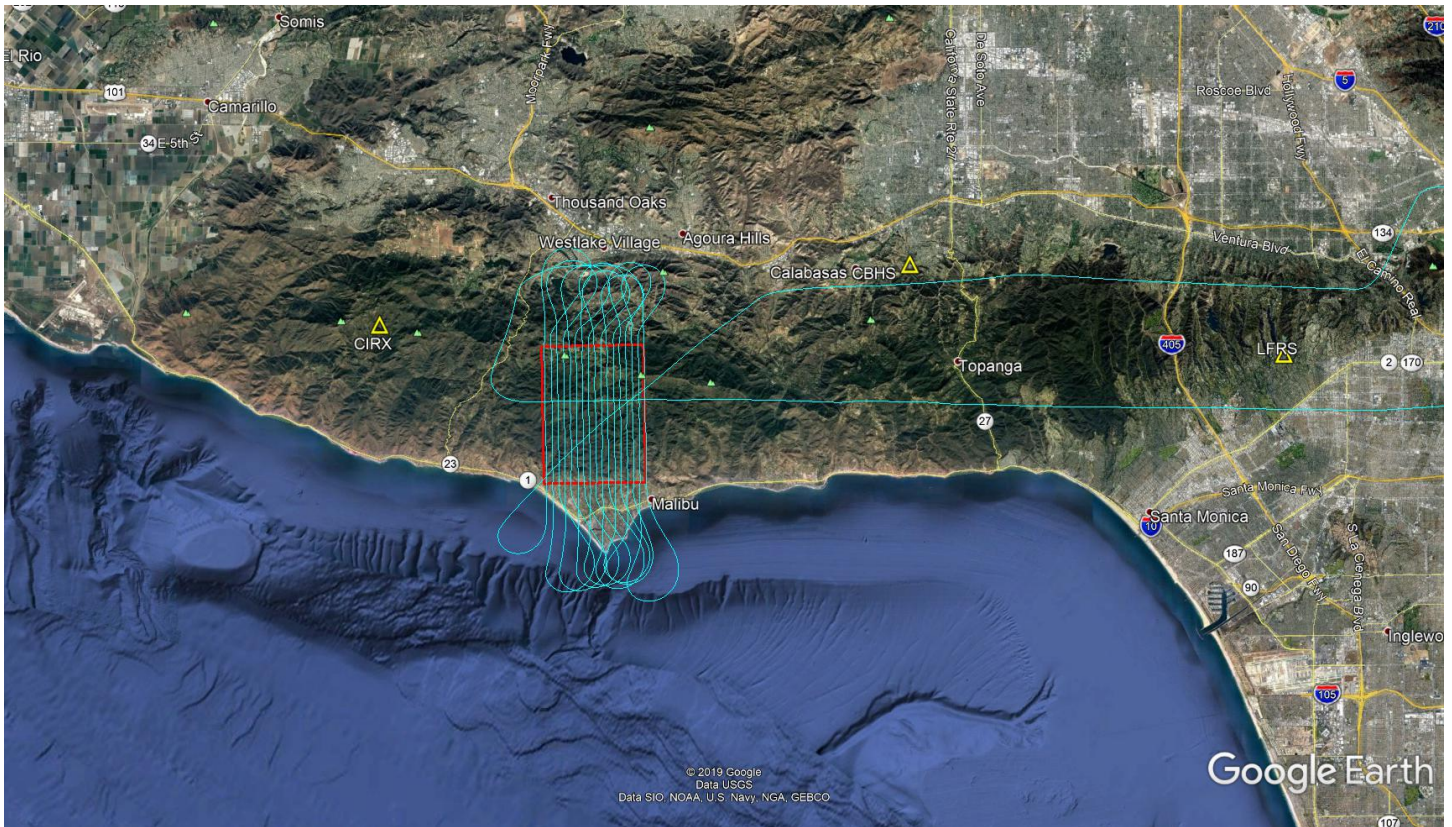 Somis
El Rio
Moorpark Fwy
California State Rte 27
De Soto Ave
210
5
Roscoe Blvd
Hollywood Fwy
101
Camarillo
34
E 5th St
Thousand Oaks
Westlake Village
Agoura Hills
134
Ventura Blvd
El Camino Real
Calabasas
CBHS
CIRX
405
LFRS
2
170
Topanga
27
23
1
Malibu
Santa Monica Fwy
Santa Monica
10
187
San Diego Fwy
S La Cienega Blvd
90
Inglewo
105
© 2019 Google
Data USGS
Data SIO, NOAA, U.S. Navy, NGA, GEBCO
Google Earth
107